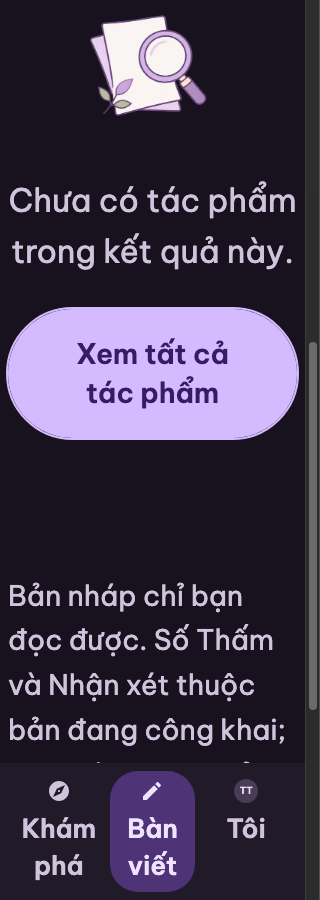 Chưa có tác phẩm
trong kết quả này.
Xem tất cả
tác phẩm
Bản nháp chỉ bạn
đọc được. Số Thấm
và Nhận xét thuộc
bản đang công khai;
Khám
phá
Bàn
viết
TT
Tôi